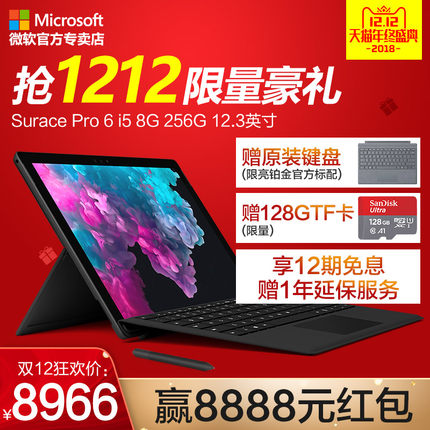 Microsoft
微软官方专卖店
12.12
天猫年终盛典
2018
抢1212限量豪礼
Surace Pro 6 i5 8G 256G 12.3英寸
赠原装键盘
(限亮铂金官方标配)
赠128GTF卡
(限量)
SanDisk
Ultra
128GB
A1
享12期免息
赠1年延保服务
双12狂欢价:
¥8966
赢8888元红包